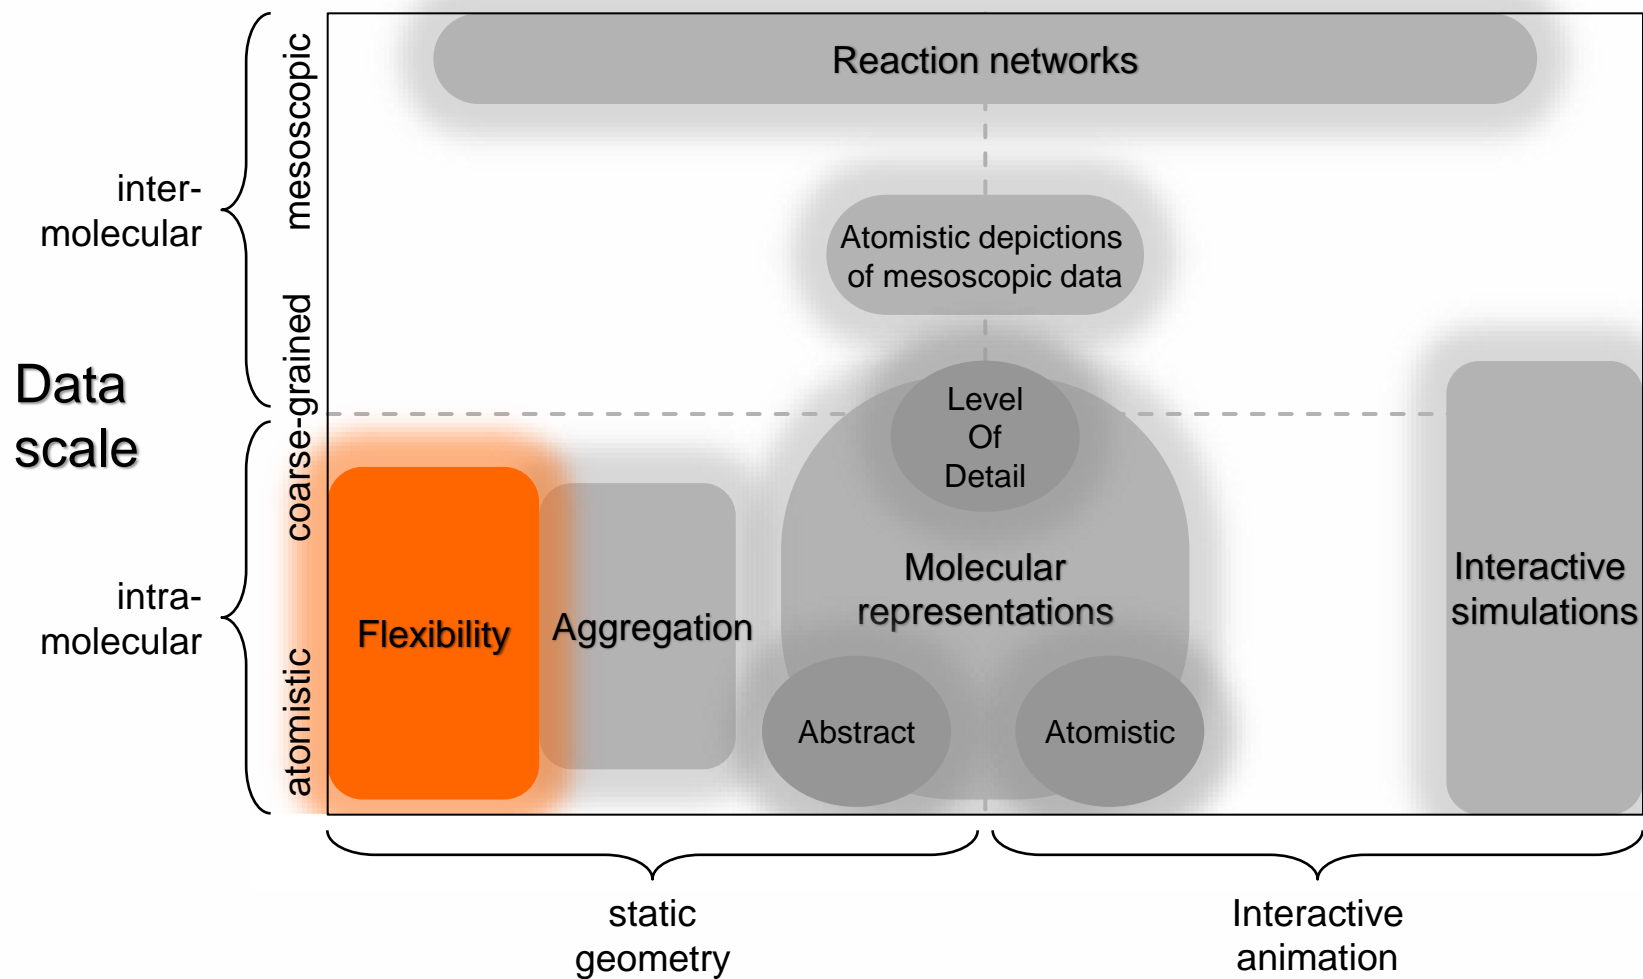 Reaction networks
mesoscopic
inter-
molecular
Atomistic depictions
of mesoscopic data
Data
scale
coarse-grained
Level
Of
Detail
intra-
molecular
atomistic
Flexibility
Aggregation
Molecular
representations
Interactive
simulations
Abstract
Atomistic
static
geometry
Interactive
animation